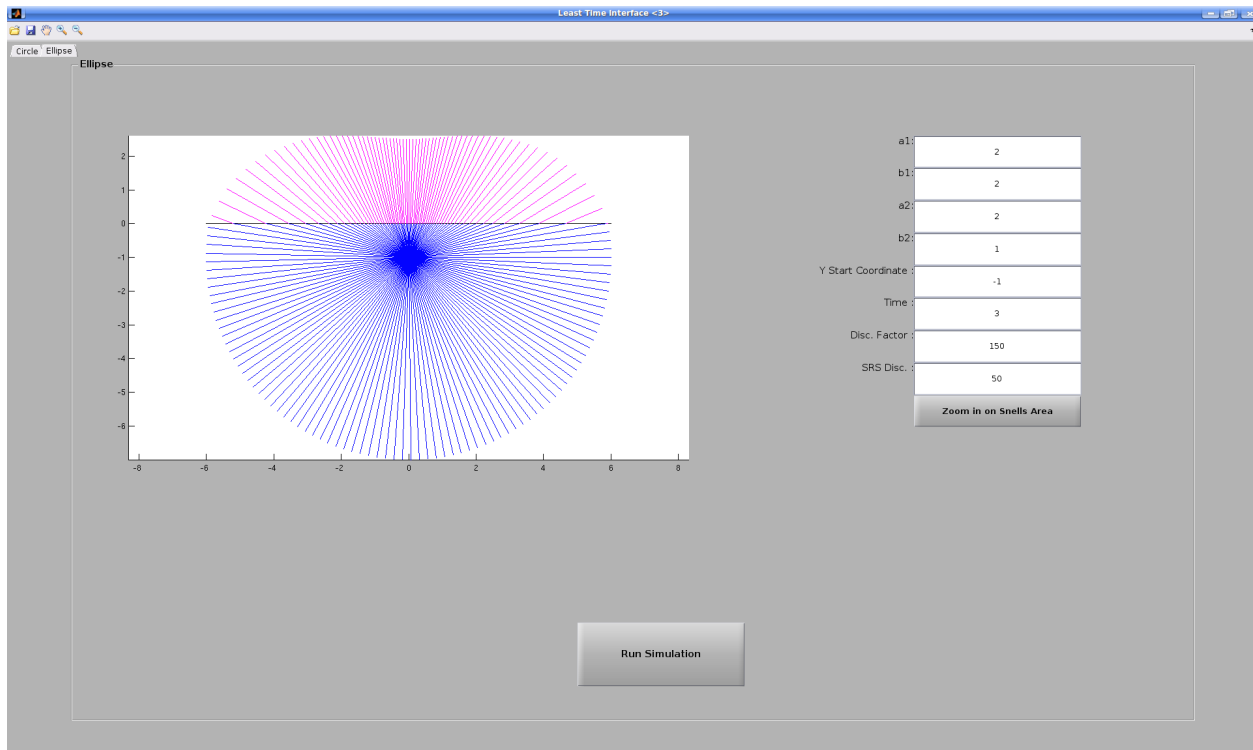 Least Time Interface <3>
Circle Ellipse
Ellipse
2
1
0
-1
-2
-3
-4
-5
-6
-8 -6 -4 -2 0 2 4 6 8
a1: 2
b1: 2
a2: 2
b2: 1
Y Start Coordinate : -1
Time : 3
Disc. Factor : 150
SRS Disc. : 50
Zoom in on Snells Area
Run Simulation